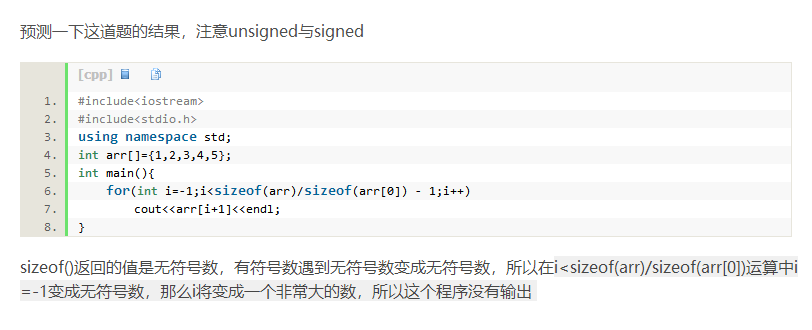 预测一下这道题的结果，注意unsigned与signed
[cpp]
1. #include<iostream>
2. #include<stdio.h>
3. using namespace std;
4. int arr[]={1,2,3,4,5};
5. int main(){
6. for(int i=-1;i<sizeof(arr)/sizeof(arr[0]) - 1;i++)
7. cout<<arr[i+1]<<endl;
8. }
sizeof()返回的值是无符号数，有符号数遇到无符号数变成无符号数，所以在i<sizeof(arr)/sizeof(arr[0])运算中i
=-1变成无符号数，那么i将变成一个非常大的数，所以这个程序没有输出